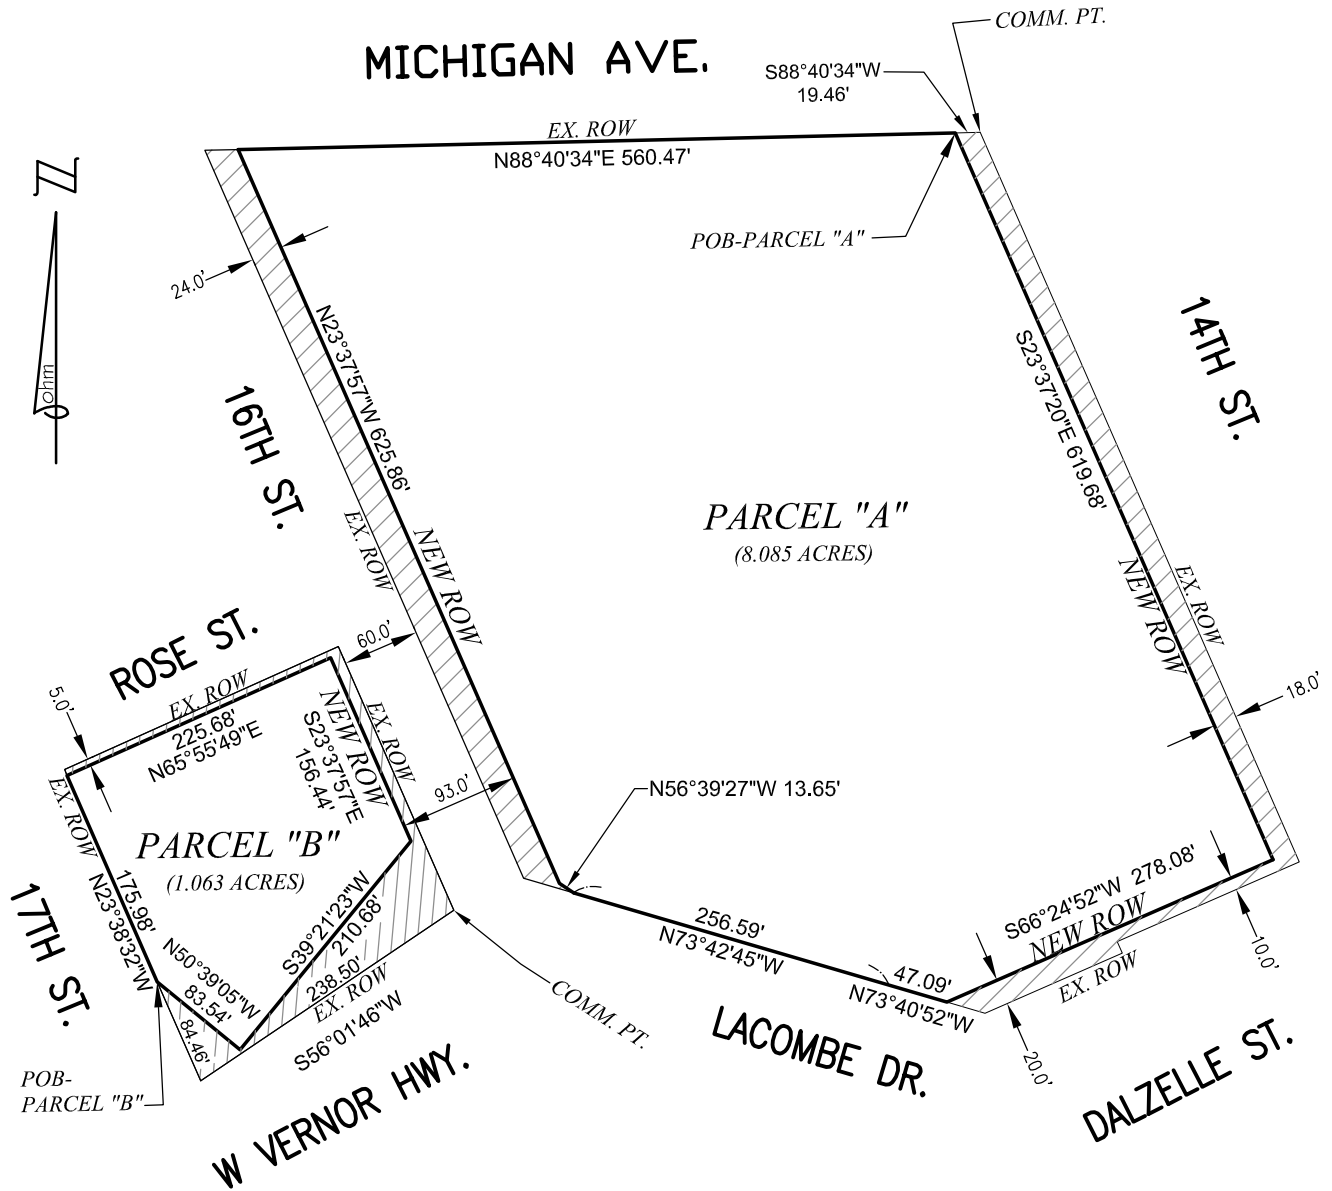 COMM. PT.
MICHIGAN AVE.
S88°40'34"W
19.46'
EX. ROW
N88°40'34"E 560.47'
POB-PARCEL "A"
24.0'
N23°37'57"W 625.86'
S23°37'20"E 619.68'
14TH ST.
ohm
16TH ST.
EX. ROW
NEW ROW
PARCEL "A"
(8.085 ACRES)
NEW ROW
EX. ROW
ROSE ST.
60.0'
5.0'
EX. ROW
225.68'
N65°55'49"E
NEW ROW
EX. ROW
S23°37'57"E
156.44'
18.0'
93.0'
N56°39'27"W 13.65'
EX. ROW
PARCEL "B"
(1.063 ACRES)
17TH ST.
175.98'
N23°38'32"W
S39°21'23"W
210.68'
N50°39'05"W
83.54'
84.46'
238.50'
EX. ROW
S56°01'46"W
COMM. PT.
256.59'
N73°42'45"W
47.09'
N73°40'52"W
S66°24'52"W 278.08'
NEW ROW
EX. ROW
10.0'
20.0'
LACOMBE DR.
DALZELLE ST.
POB-
PARCEL "B"
W VERNOR HWY.